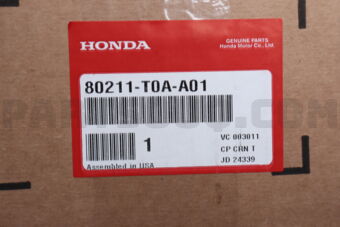 HONDA
GENUINE PARTS
Honda Motor Co., Ltd.
80211-T0A-A01
1
VC 003011
CP CRN T
JD 24339
Assembled in USA